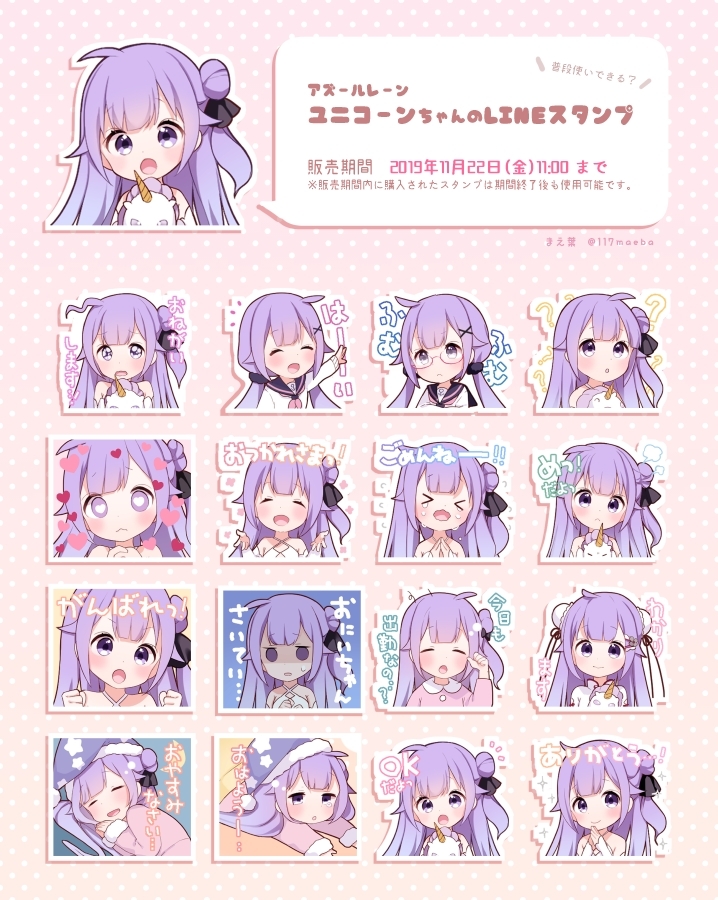 普段使いできる？
アズールレーン
ユニコーンちゃんのLINEスタンプ
販売期間 2019年11月22日(金)11:00 まで
※販売期間内に購入されたスタンプは期間終了後も使用可能です。
まえ葉 @117maeba
おねがい
します…!
はーーい
ふむ
ふむ
？？？？
おつかれさまっ!
ごめんねーー!!
めっ!
だよっ
がんばれっ!
おにいちゃん
さいてい…
今日も
出勤なの…？
わかり
ます
おやすみ
なさい…
おはようー…
OK
だよっ
ありがとうっ!